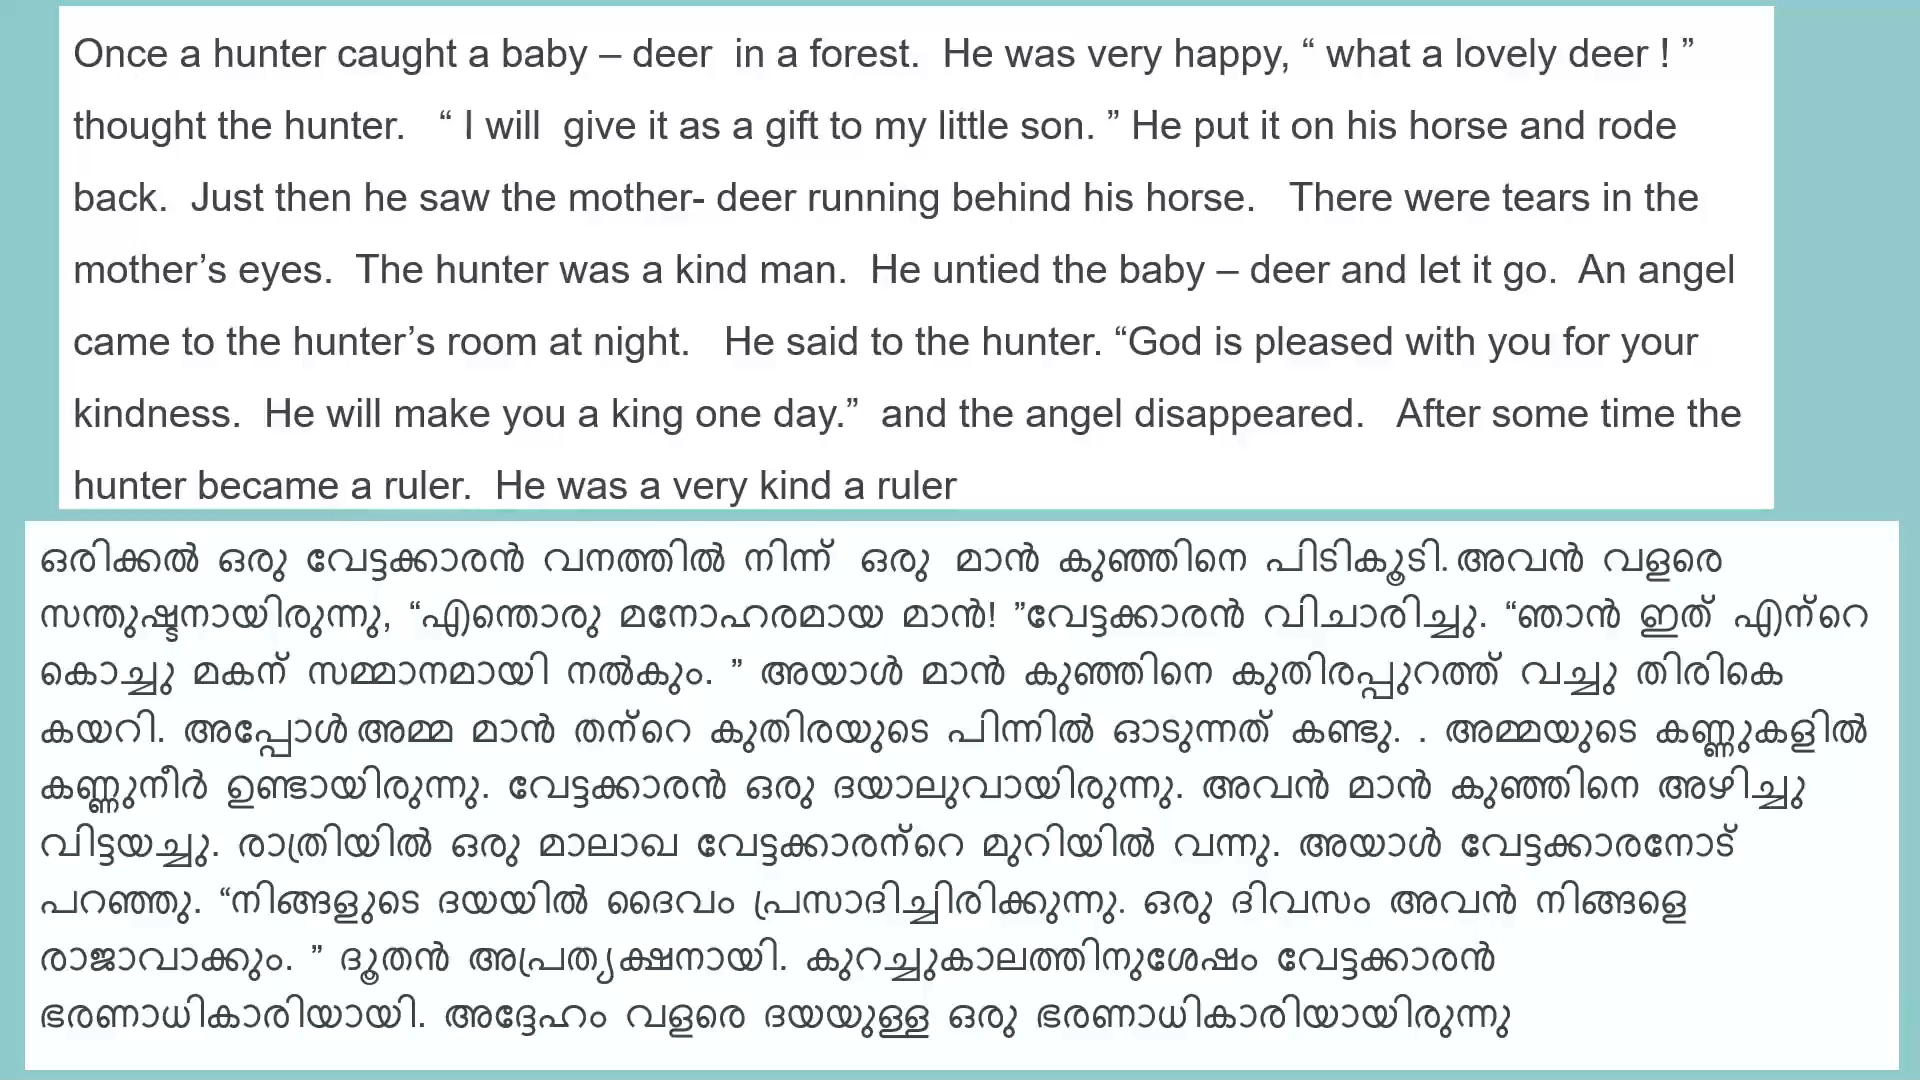 Once a hunter caught a baby – deer  in a forest.  He was very happy, “ what a lovely deer ! ”
thought the hunter.   “ I will  give it as a gift to my little son. ” He put it on his horse and rode
back.  Just then he saw the mother- deer running behind his horse.   There were tears in the
mother’s eyes.  The hunter was a kind man.  He untied the baby – deer and let it go.  An angel
came to the hunter’s room at night.   He said to the hunter. “God is pleased with you for your
kindness.  He will make you a king one day.”  and the angel disappeared.   After some time the
hunter became a ruler.  He was a very kind a ruler
ഒരിക്കൽ ഒരു വേട്ടക്കാരൻ വനത്തിൽ നിന്ന്  ഒരു  മാൻ കുഞ്ഞിനെ പിടികൂടി. അവൻ വളരെ
സന്തുഷ്ടനായിരുന്നു, “എന്തൊരു മനോഹരമായ മാൻ! ”വേട്ടക്കാരൻ വിചാരിച്ചു. “ഞാൻ ഇത് എന്റെ
കൊച്ചു മകന് സമ്മാനമായി നൽകും. ” അയാൾ മാൻ കുഞ്ഞിനെ കുതിരപ്പുറത്ത് വച്ചു തിരികെ
കയറി. അപ്പോൾ അമ്മ മാൻ തന്റെ കുതിരയുടെ പിന്നിൽ ഓടുന്നത് കണ്ടു. . അമ്മയുടെ കണ്ണുകളിൽ
കണ്ണുനീർ ഉണ്ടായിരുന്നു. വേട്ടക്കാരൻ ഒരു ദയാലുവായിരുന്നു. അവൻ മാൻ കുഞ്ഞിനെ അഴിച്ചു
വിട്ടയച്ചു. രാത്രിയിൽ ഒരു മാലാഖ വേട്ടക്കാരന്റെ മുറിയിൽ വന്നു. അയാൾ വേട്ടക്കാരനോട്
പറഞ്ഞു. “നിങ്ങളുടെ ദയയിൽ ദൈവം പ്രസാദിച്ചിരിക്കുന്നു. ഒരു ദിവസം അവൻ നിങ്ങളെ
രാജാവാക്കും. ” ദൂതൻ അപ്രത്യക്ഷനായി. കുറച്ചുകാലത്തിനുശേഷം വേട്ടക്കാരൻ
ഭരണാധികാരിയായി. അദ്ദേഹം വളരെ ദയയുള്ള ഒരു ഭരണാധികാരിയായിരുന്നു